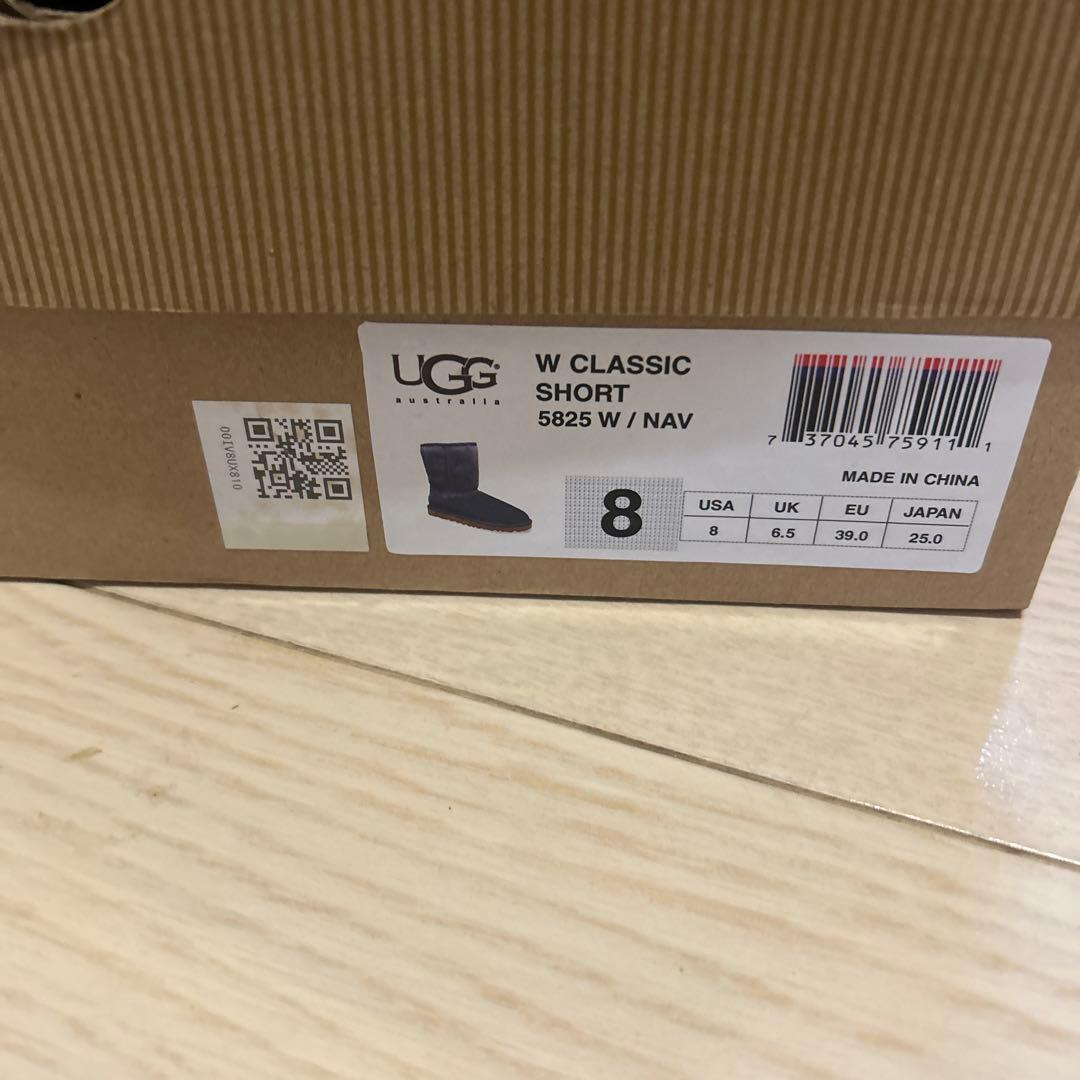 UGG®
australia
W CLASSIC
SHORT
5825 W / NAV
7 37045 75911 1
MADE IN CHINA
8
USA UK EU JAPAN
8 6.5 39.0 25.0
00IV8UX810